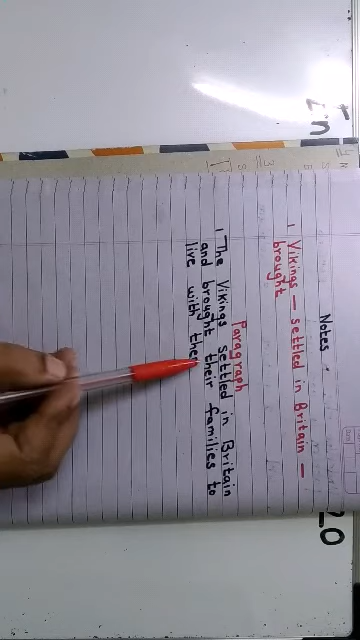 Notes
1 Vikings – settled in Britain –
brought
Paragraph
1 The Vikings settled in Britain
and brought their families to
live with the